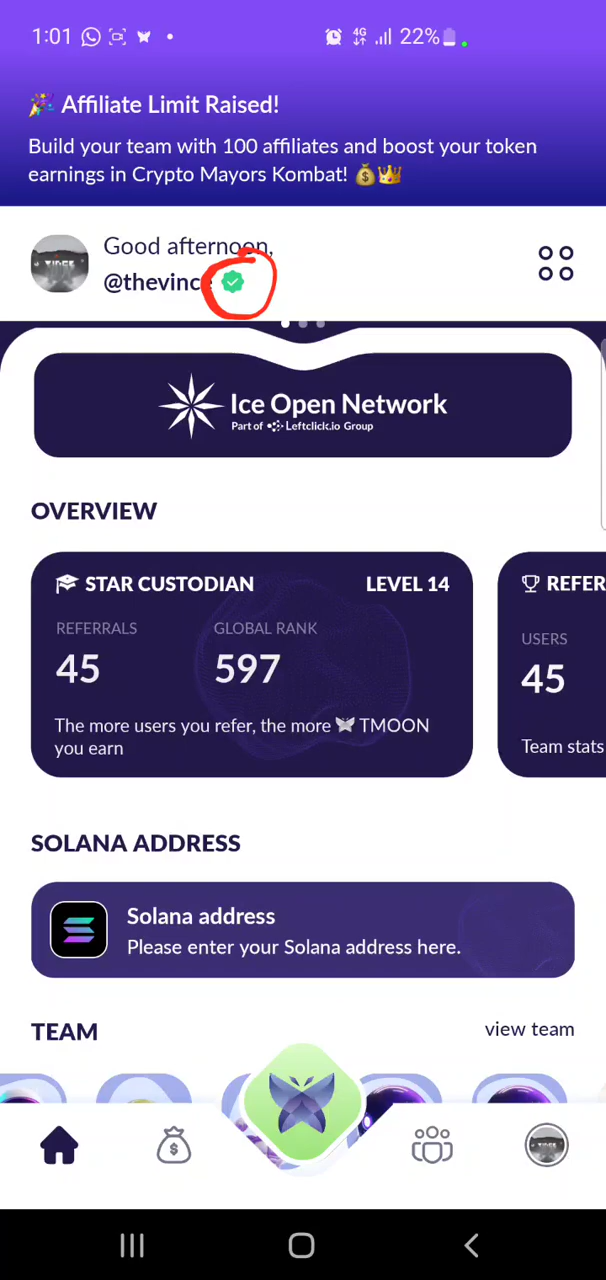 1:01 4G 22%
🎉 Affiliate Limit Raised!
Build your team with 100 affiliates and boost your token
earnings in Crypto Mayors Kombat! 💰👑
Good afternoon,
@thevince
Ice Open Network
Part of Leftclick.io Group
OVERVIEW
STAR CUSTODIAN LEVEL 14
REFERRALS GLOBAL RANK
45 597
The more users you refer, the more TMOON
you earn
REFER
USERS
45
Team stats
SOLANA ADDRESS
Solana address
Please enter your Solana address here.
TEAM view team